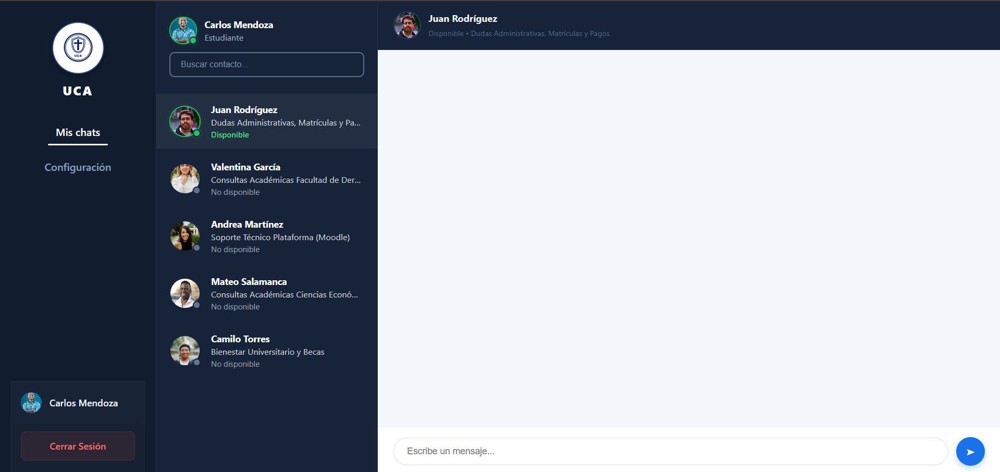 UCA
UCA
Mis chats
Configuración
Carlos Mendoza
Cerrar Sesión
Carlos Mendoza
Estudiante
Buscar contacto...
Juan Rodríguez
Dudas Administrativas, Matrículas y Pa...
Disponible
Valentina García
Consultas Académicas Facultad de Der...
No disponible
Andrea Martínez
Soporte Técnico Plataforma (Moodle)
No disponible
Mateo Salamanca
Consultas Académicas Ciencias Econó...
No disponible
Camilo Torres
Bienestar Universitario y Becas
No disponible
Juan Rodríguez
Disponible • Dudas Administrativas, Matrículas y Pagos
Escribe un mensaje...